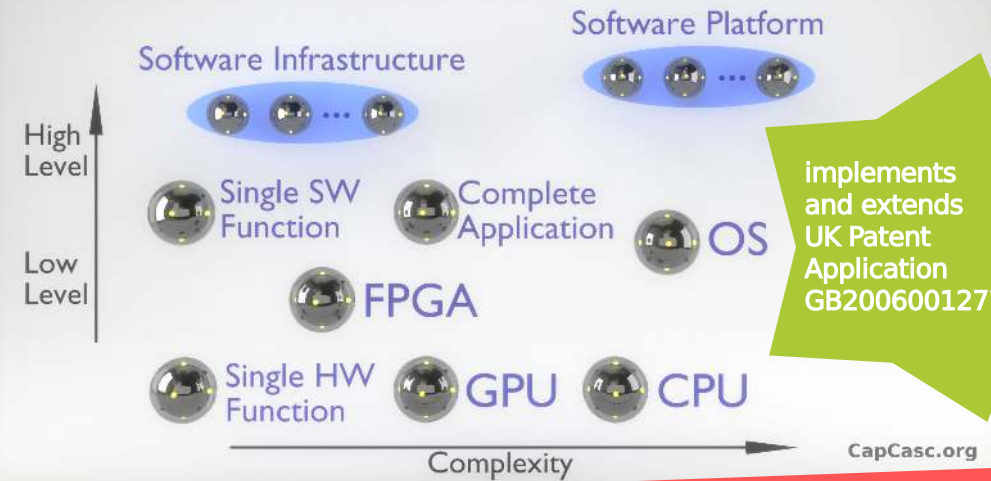 Software Platform
Software Infrastructure
High
Level
Single SW
Function
Complete
Application
OS
implements
and extends
UK Patent
Application
Low
Level
FPGA
Single HW
Function
GPU
CPU
Complexity
CapCasc.org